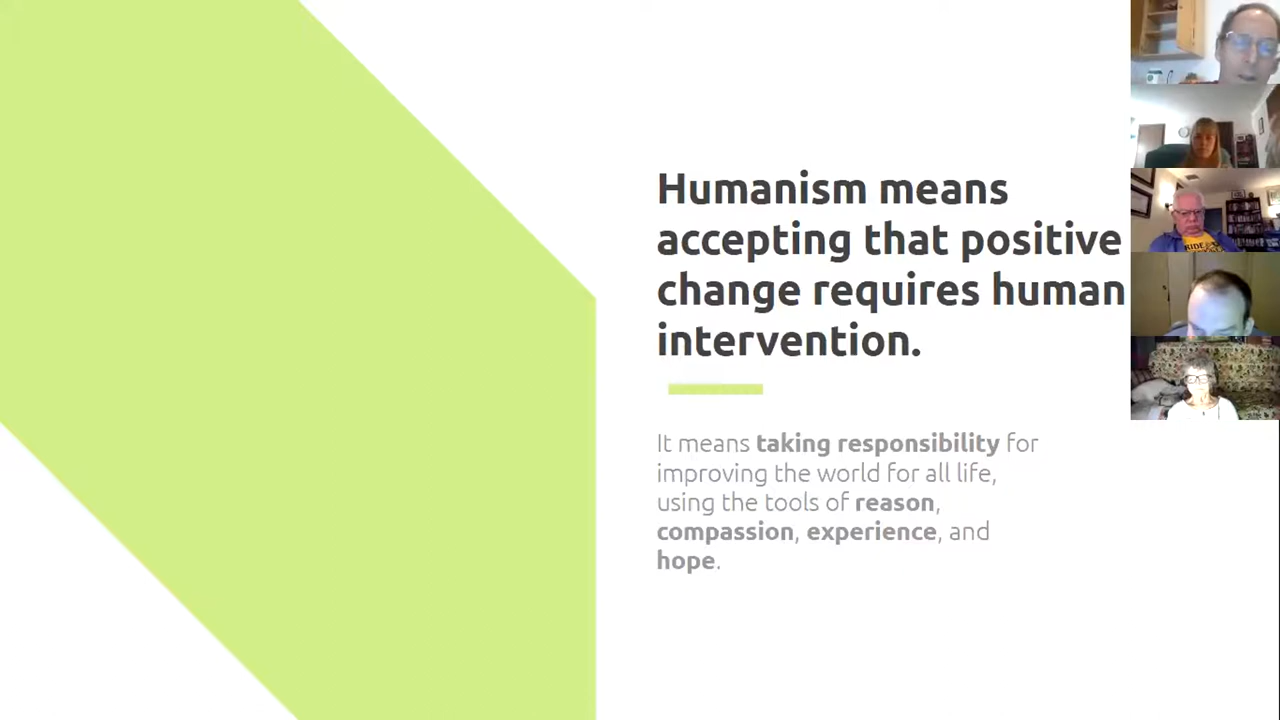 Humanism means
accepting that positive
change requires human
intervention.
It means taking responsibility for
improving the world for all life,
using the tools of reason,
compassion, experience, and
hope.